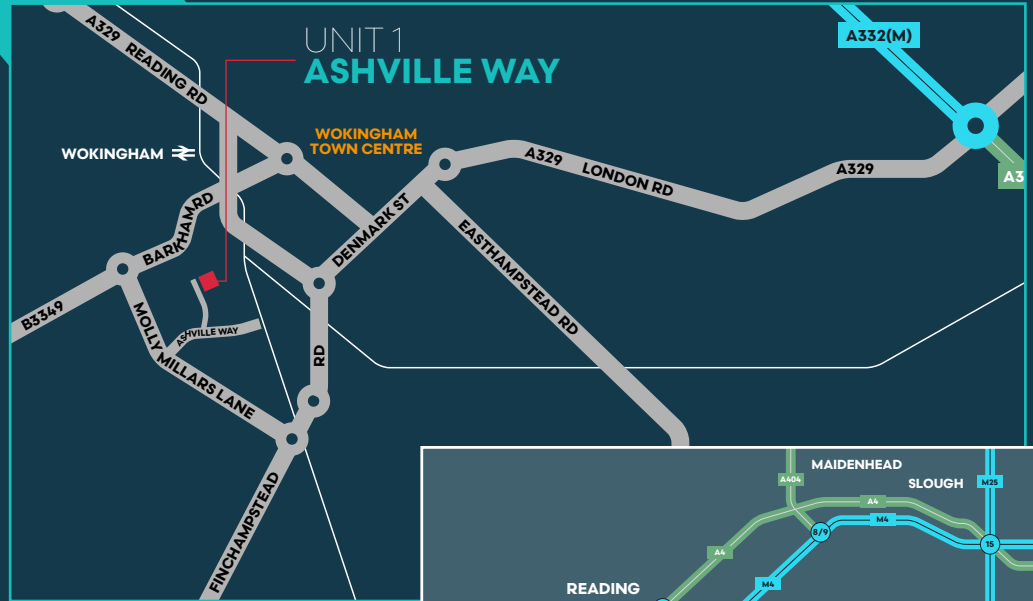 UNIT 1
ASHVILLE WAY
A332(M)
A329 READING RD
WOKINGHAM
TOWN CENTRE
WOKINGHAM
A329 LONDON RD
A329
A3
BARKHAM RD
DENMARK ST
EASTHAMPSTEAD RD
B3349
MOLLY MILLARS LANE
ASHVILLE WAY
RD
FINCHAMPSTEAD
MAIDENHEAD
SLOUGH
A404
M25
A4
M4
8/9
15
A4
M4
READING